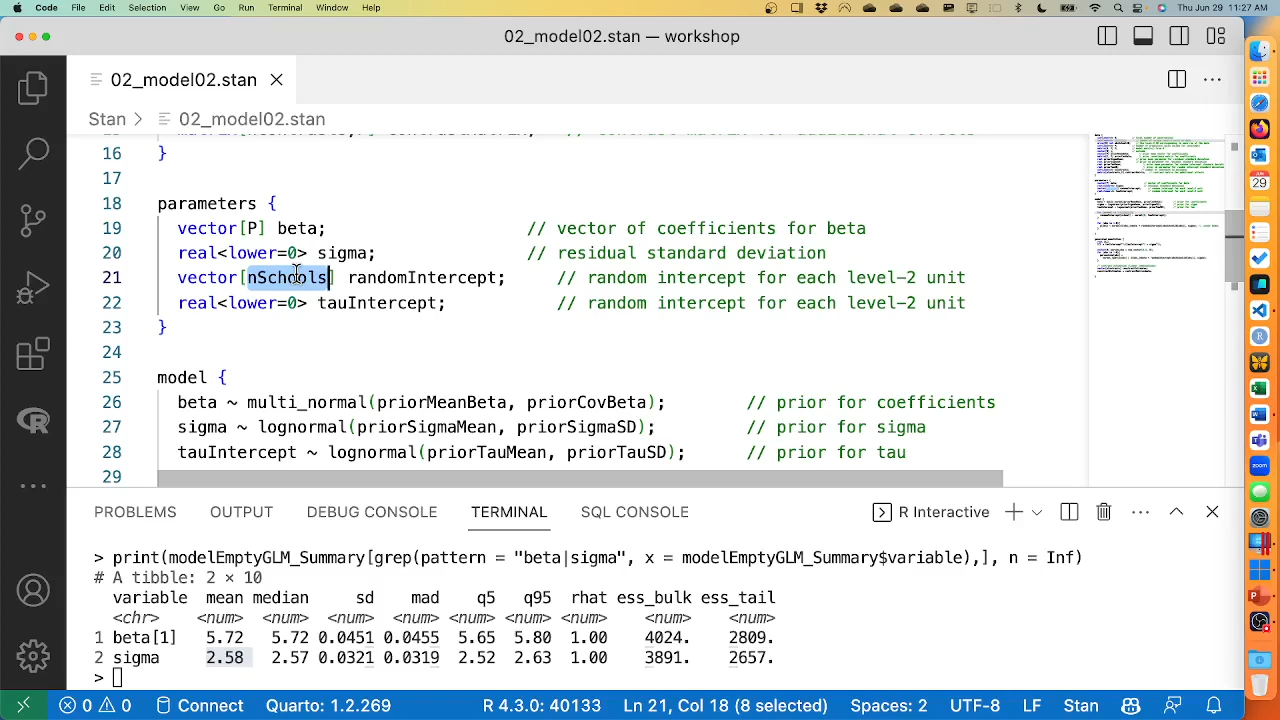 Code File Edit Selection View Go Run Terminal Window Help Thu Jun 29 11:27 AM
02_model02.stan — workshop
02_model02.stan
Stan > 02_model02.stan
16 }
17
18 parameters {
19 vector[P] beta; // vector of coefficients for beta
20 real<lower=0> sigma; // residual standard deviation
21 vector[nSchools] randomIntercept; // random intercept for each level-2 unit
22 real<lower=0> tauIntercept; // random intercept for each level-2 unit
23 }
24
25 model {
26 beta ~ multi_normal(priorMeanBeta, priorCovBeta); // prior for coefficients
27 sigma ~ lognormal(priorSigmaMean, priorSigmaSD); // prior for sigma
28 tauIntercept ~ lognormal(priorTauMean, priorTauSD); // prior for tau
29
PROBLEMS OUTPUT DEBUG CONSOLE TERMINAL SQL CONSOLE R Interactive
> print(modelEmptyGLM_Summary[grep(pattern = "beta|sigma", x = modelEmptyGLM_Summary$variable),], n = Inf)
# A tibble: 2 × 10
variable mean median sd mad q5 q95 rhat ess_bulk ess_tail
<chr> <num> <num> <num> <num> <num> <num> <num> <num> <num>
1 beta[1] 5.72 5.72 0.0451 0.0455 5.65 5.80 1.00 4024. 2809.
2 sigma 2.58 2.57 0.0321 0.0319 2.52 2.63 1.00 3891. 2657.
>
0 0 Connect Quarto: 1.2.269 R 4.3.0: 40133 Ln 21, Col 18 (8 selected) Spaces: 2 UTF-8 LF Stan